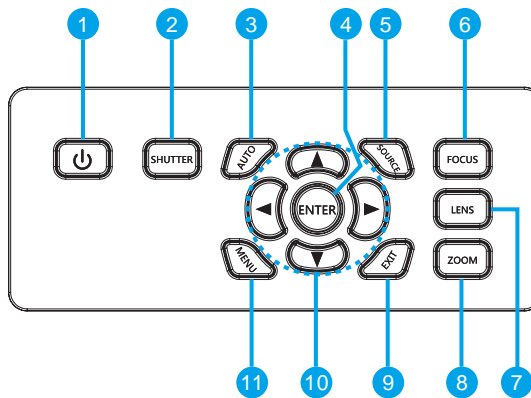 1 2 3 4 5 6
SHUTTER AUTO SOURCE FOCUS
ENTER LENS
MENU EXIT ZOOM
11 10 9 8 7